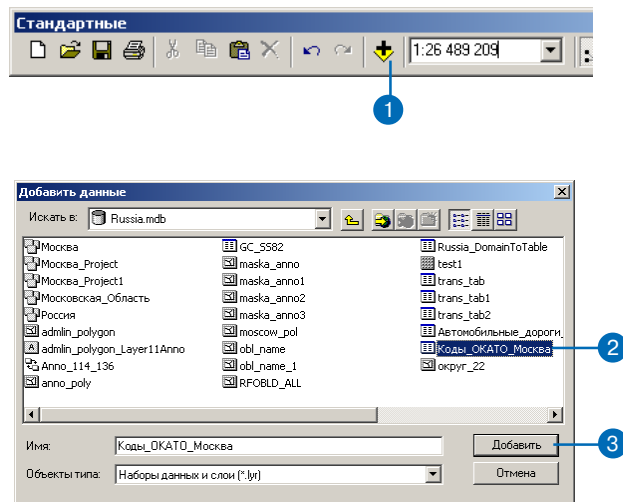 Стандартные
1:26 489 209
1
Добавить данные
Искать в: Russia.mdb
Москва GC_5582 Russia_DomainToTable
Москва_Project maska_anno test1
Москва_Project1 maska_anno1 trans_tab
Московская_Область maska_anno2 trans_tab1
Россия maska_anno3 trans_tab2
admlin_polygon moscow_pol Автомобильные_дороги_
admlin_polygon_Layer11Anno obl_name Коды_ОКАТО_Москва 2
Anno_114_136 obl_name_1 округ_22
anno_poly RFOBLD_ALL
Имя: Коды_ОКАТО_Москва Добавить 3
Объекты типа: Наборы данных и слои (*.lyr) Отмена